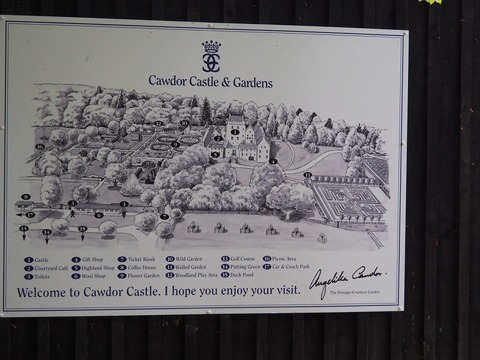 Cawdor Castle & Gardens
1 Castle
2 Courtyard Café
3 Toilets
4 Gift Shop
5 Highland Shop
6 Wool Shop
7 Ticket Kiosk
8 Coffee House
9 Flower Garden
10 Wild Garden
11 Walled Garden
12 Woodland Play Area
13 Golf Course
14 Putting Green
15 Duck Pond
16 Picnic Area
17 Car & Coach Park
Angelika Cawdor.
The Dowager Countess Cawdor
Welcome to Cawdor Castle. I hope you enjoy your visit.